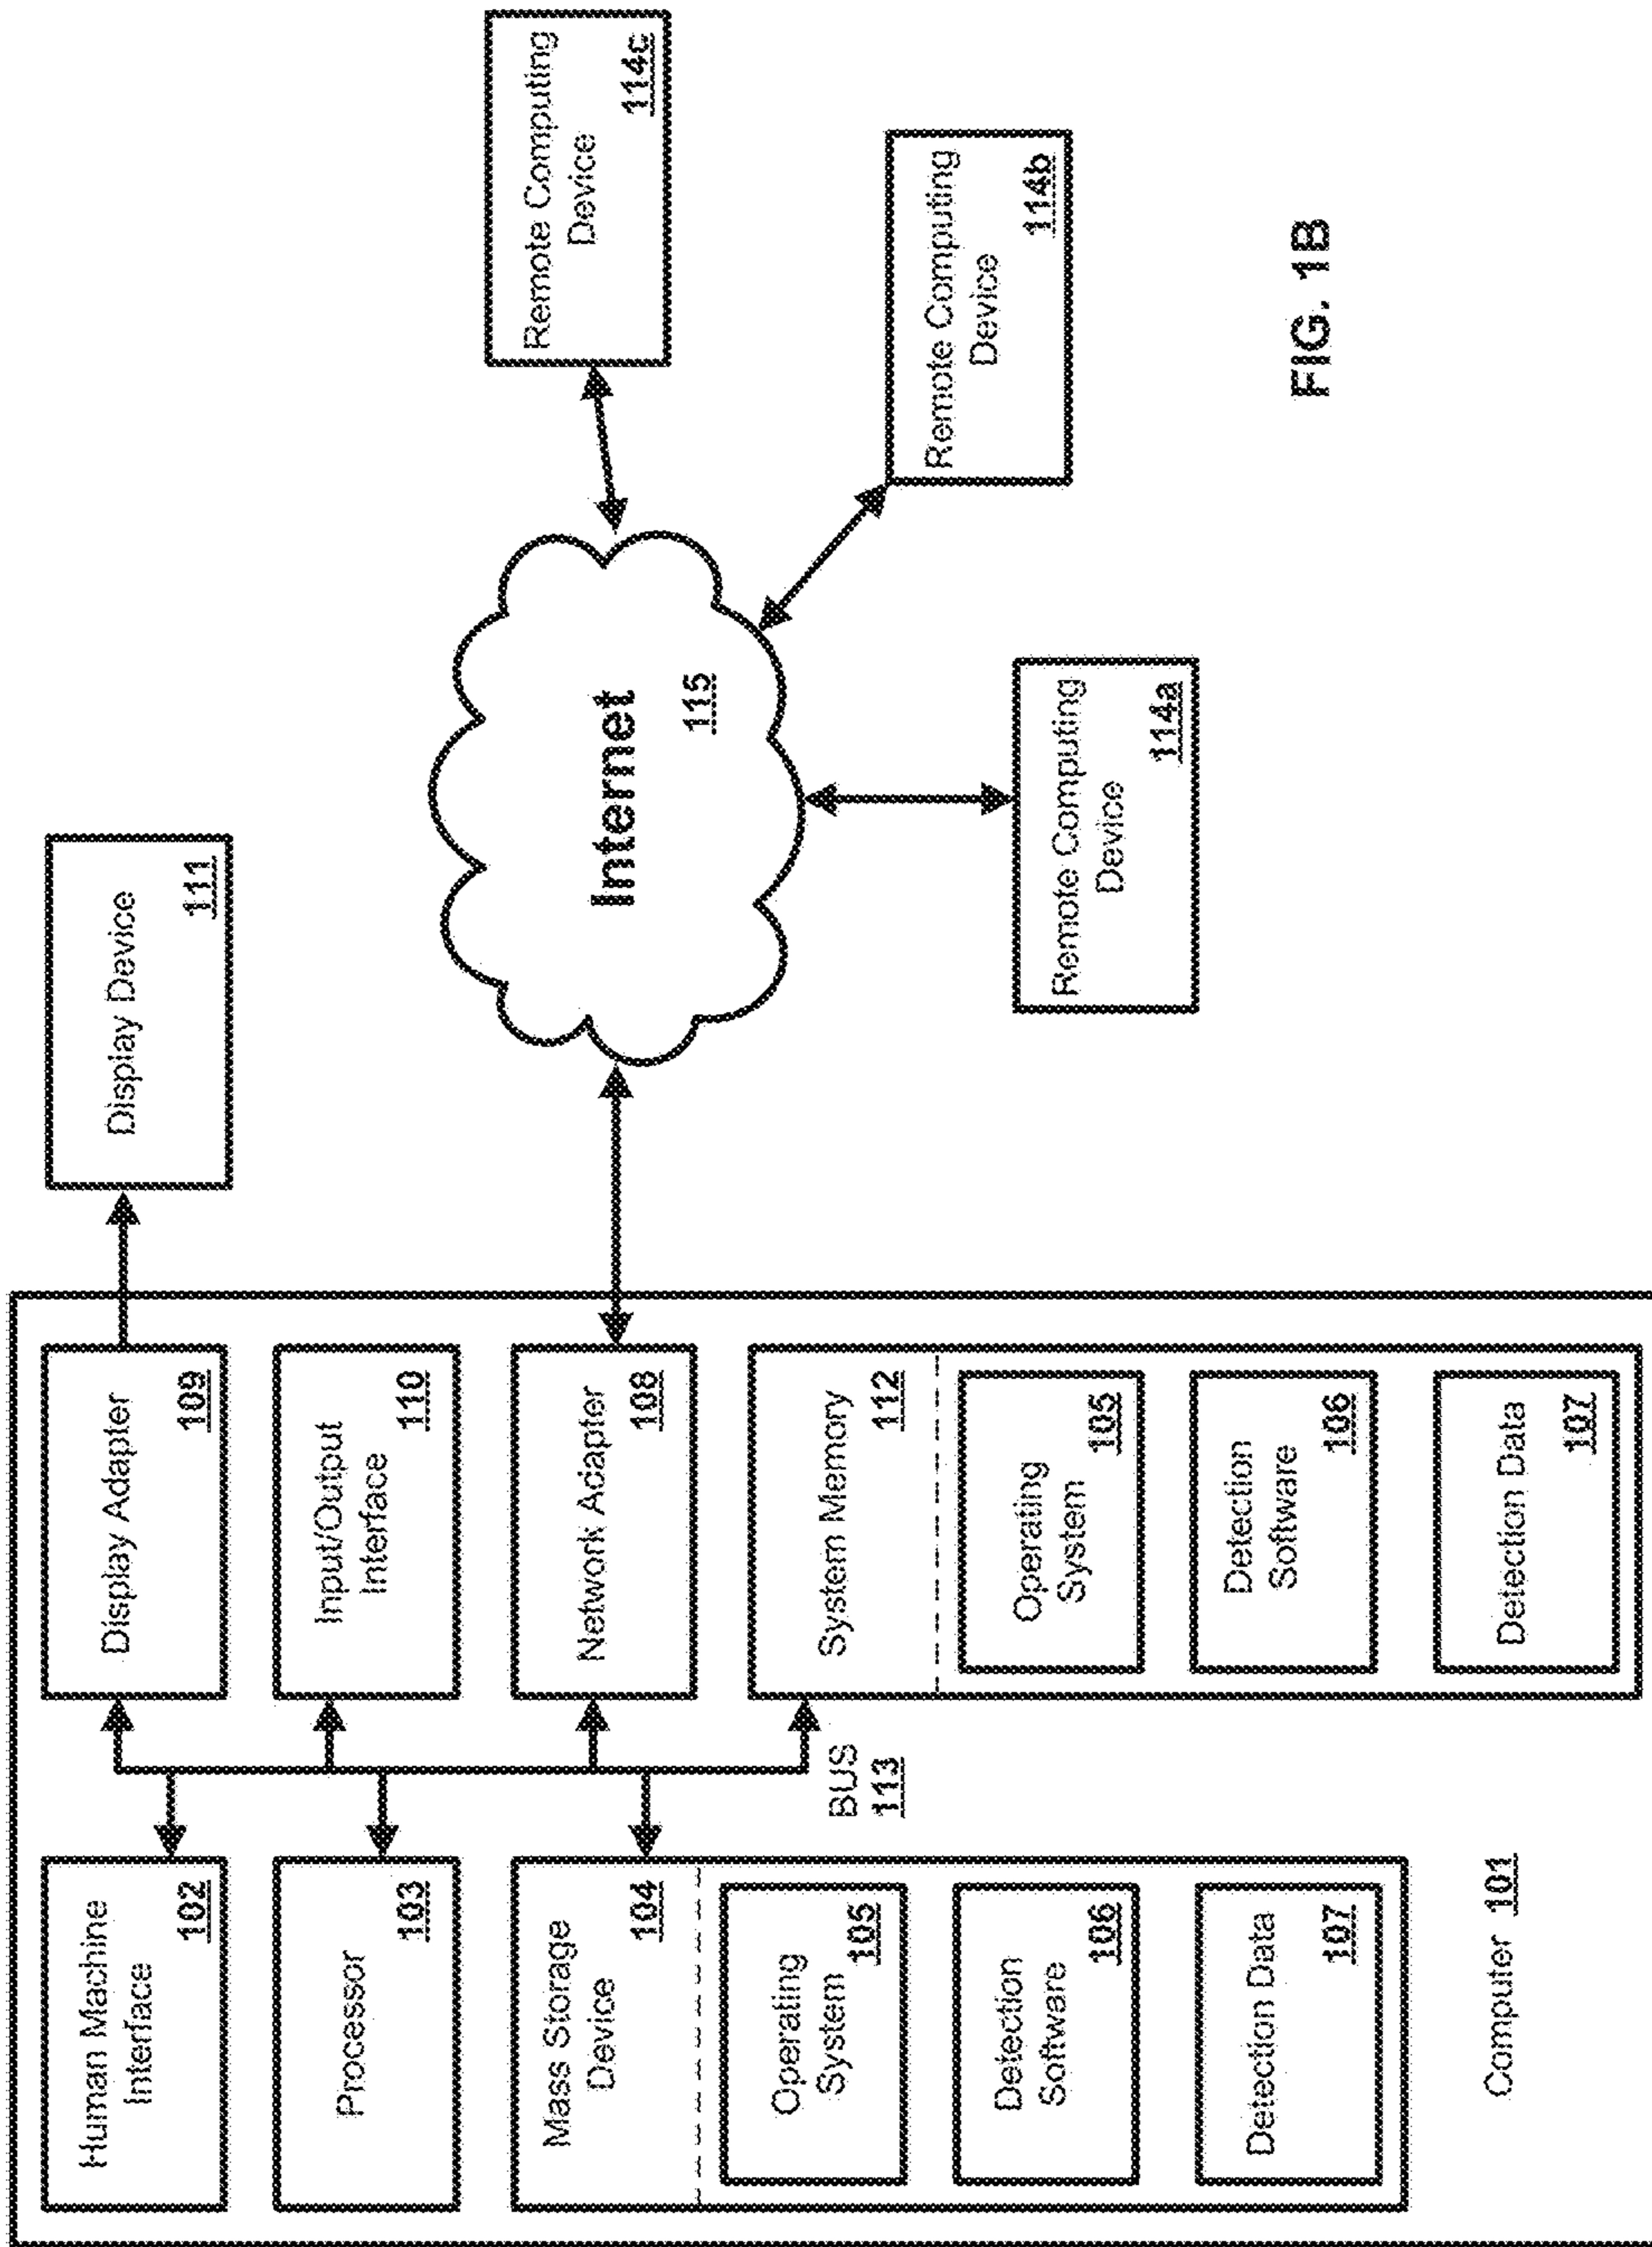 Human Machine
Interface
102
Processor
103
Mass Storage
Device
104
Operating
System
105
Detection
Software
106
Detection Data
107
Computer 101
BUS
113
Display Adapter
109
Input/Output
Interface
110
Network Adapter
108
System Memory
112
Operating
System
105
Detection
Software
106
Detection Data
107
Display Device
111
Internet
115
Remote Computing
Device
114a
Remote Computing
Device
114b
Remote Computing
Device
114c
FIG. 1B